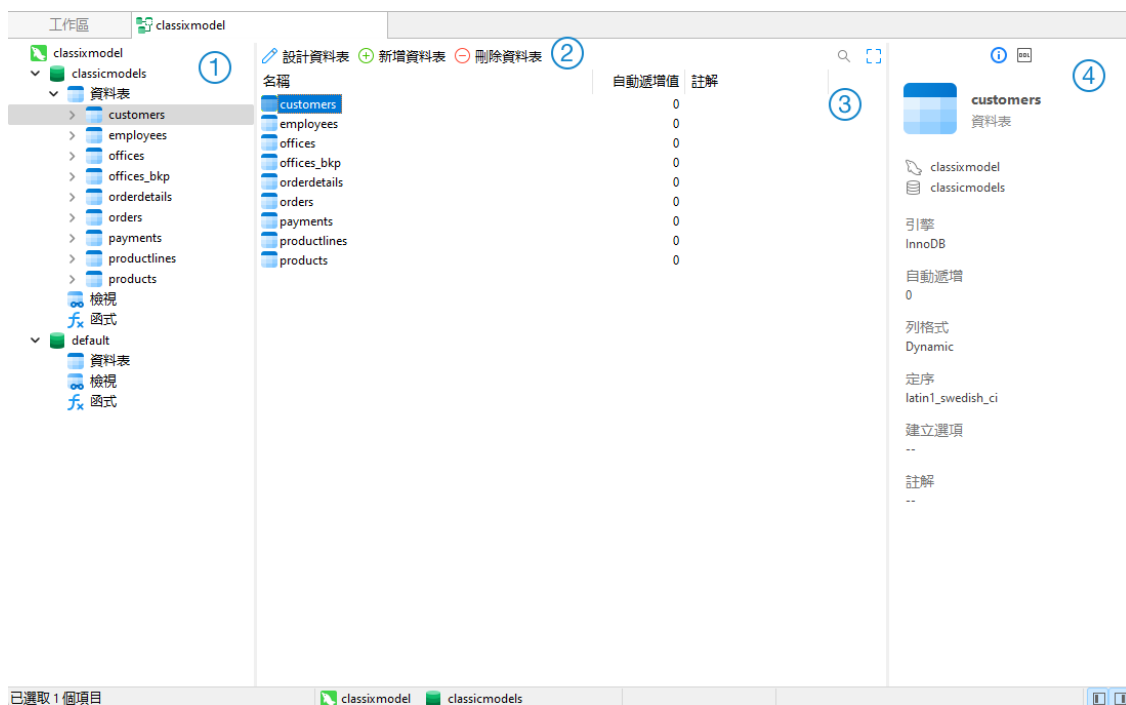 工作區
classixmodel
classixmodel
classicmodels
資料表
customers
employees
offices
offices_bkp
orderdetails
orders
payments
productlines
products
檢視
函式
default
資料表
檢視
函式
1
設計資料表 新增資料表 刪除資料表
2
名稱 自動遞增值 註解
customers 0
employees 0
offices 0
offices_bkp 0
orderdetails 0
orders 0
payments 0
productlines 0
products 0
3
DDL
4
customers
資料表
classixmodel
classicmodels
引擎
InnoDB
自動遞增
0
列格式
Dynamic
定序
latin1_swedish_ci
建立選項
--
註解
--
已選取 1 個項目 classixmodel classicmodels